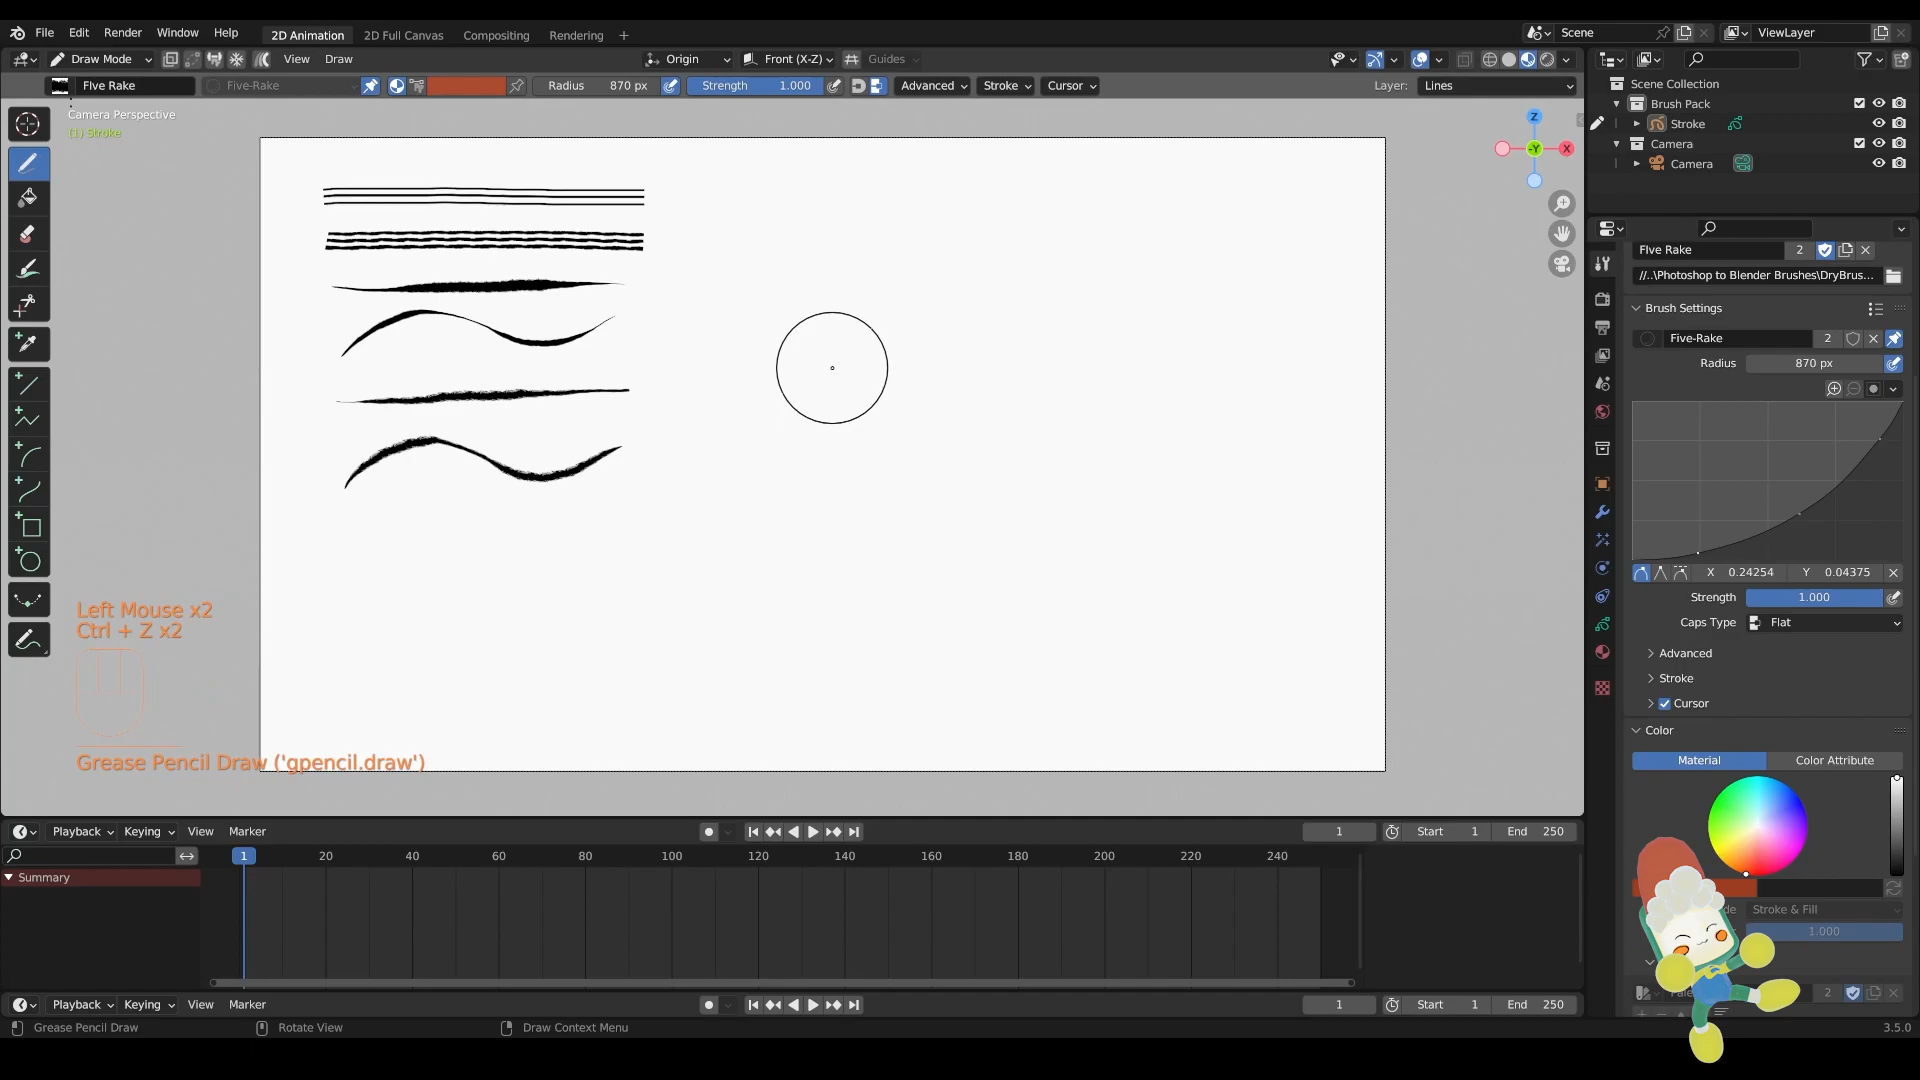 File Edit Render Window Help 2D Animation 2D Full Canvas Compositing Rendering + Scene ViewLayer
Draw Mode View Draw Origin Front (X-Z) Guides
Five Rake Five-Rake Radius 870 px Strength 1.000 Advanced Stroke Cursor Layer: Lines
Camera Perspective
(1) Stroke
Z
-Y
X
Left Mouse x2
Ctrl + Z x2
Grease Pencil Draw ('gpencil.draw')
Scene Collection
Brush Pack
Stroke
Camera
Camera
FIve Rake 2
//..\Photoshop to Blender Brushes\DryBrus...
Brush Settings
Five-Rake 2
Radius 870 px
X 0.24254 Y 0.04375
Strength 1.000
Caps Type Flat
Advanced
Stroke
Cursor
Color
Material Color Attribute
Stroke & Fill
1.000
2
Playback Keying View Marker 1 Start 1 End 250
1 20 40 60 80 100 120 140 160 180 200 220 240
Summary
Playback Keying View Marker 1 Start 1 End 250
Grease Pencil Draw Rotate View Draw Context Menu 3.5.0